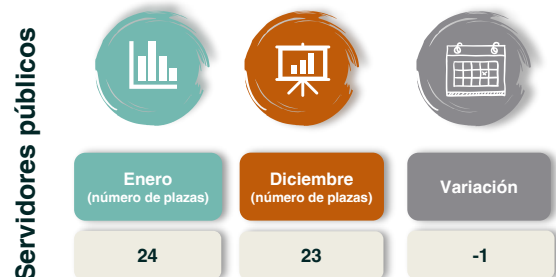 Servidores públicos
Enero
(número de plazas)
Diciembre
(número de plazas)
Variación
24
23
-1